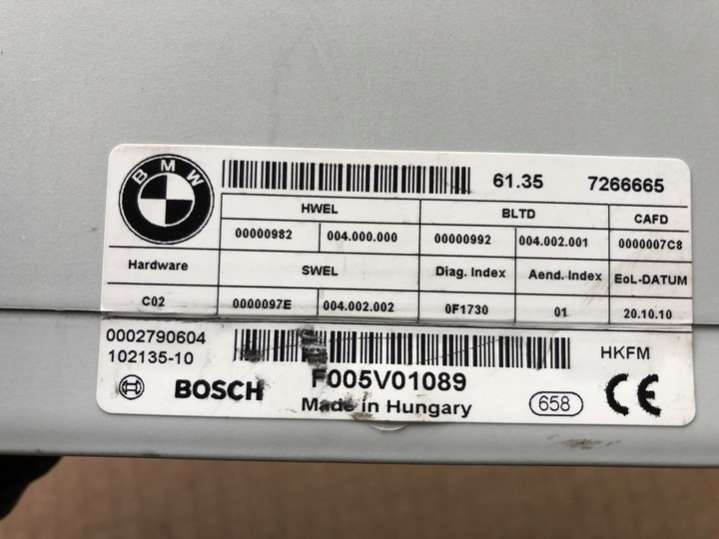 BMW
61.35 7266665
HWEL BLTD CAFD
00000982 004.000.000 00000992 004.002.001 0000007C8
Hardware SWEL Diag. Index Aend. Index EoL-DATUM
C02 0000097E 004.002.002 0F1730 01 20.10.10
0002790604
102135-10 HKFM
BOSCH F005V01089
Made in Hungary 658 CE